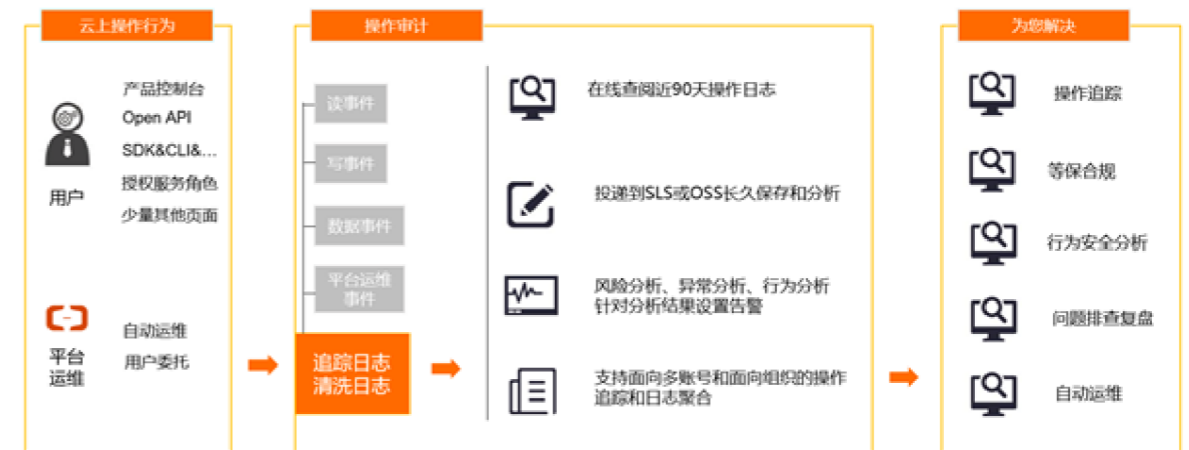 云上操作行为
产品控制台
Open API
SDK&CLI&...
授权服务角色
少量其他页面
用户
自动运维
用户委托
平台
运维
操作审计
读事件
写事件
数据事件
平台运维
事件
追踪日志
清洗日志
在线查阅近90天操作日志
投递到SLS或OSS长久保存和分析
风险分析、异常分析、行为分析
针对分析结果设置告警
支持面向多账号和面向组织的操作
追踪和日志聚合
为您解决
操作追踪
等保合规
行为安全分析
问题排查复盘
自动运维